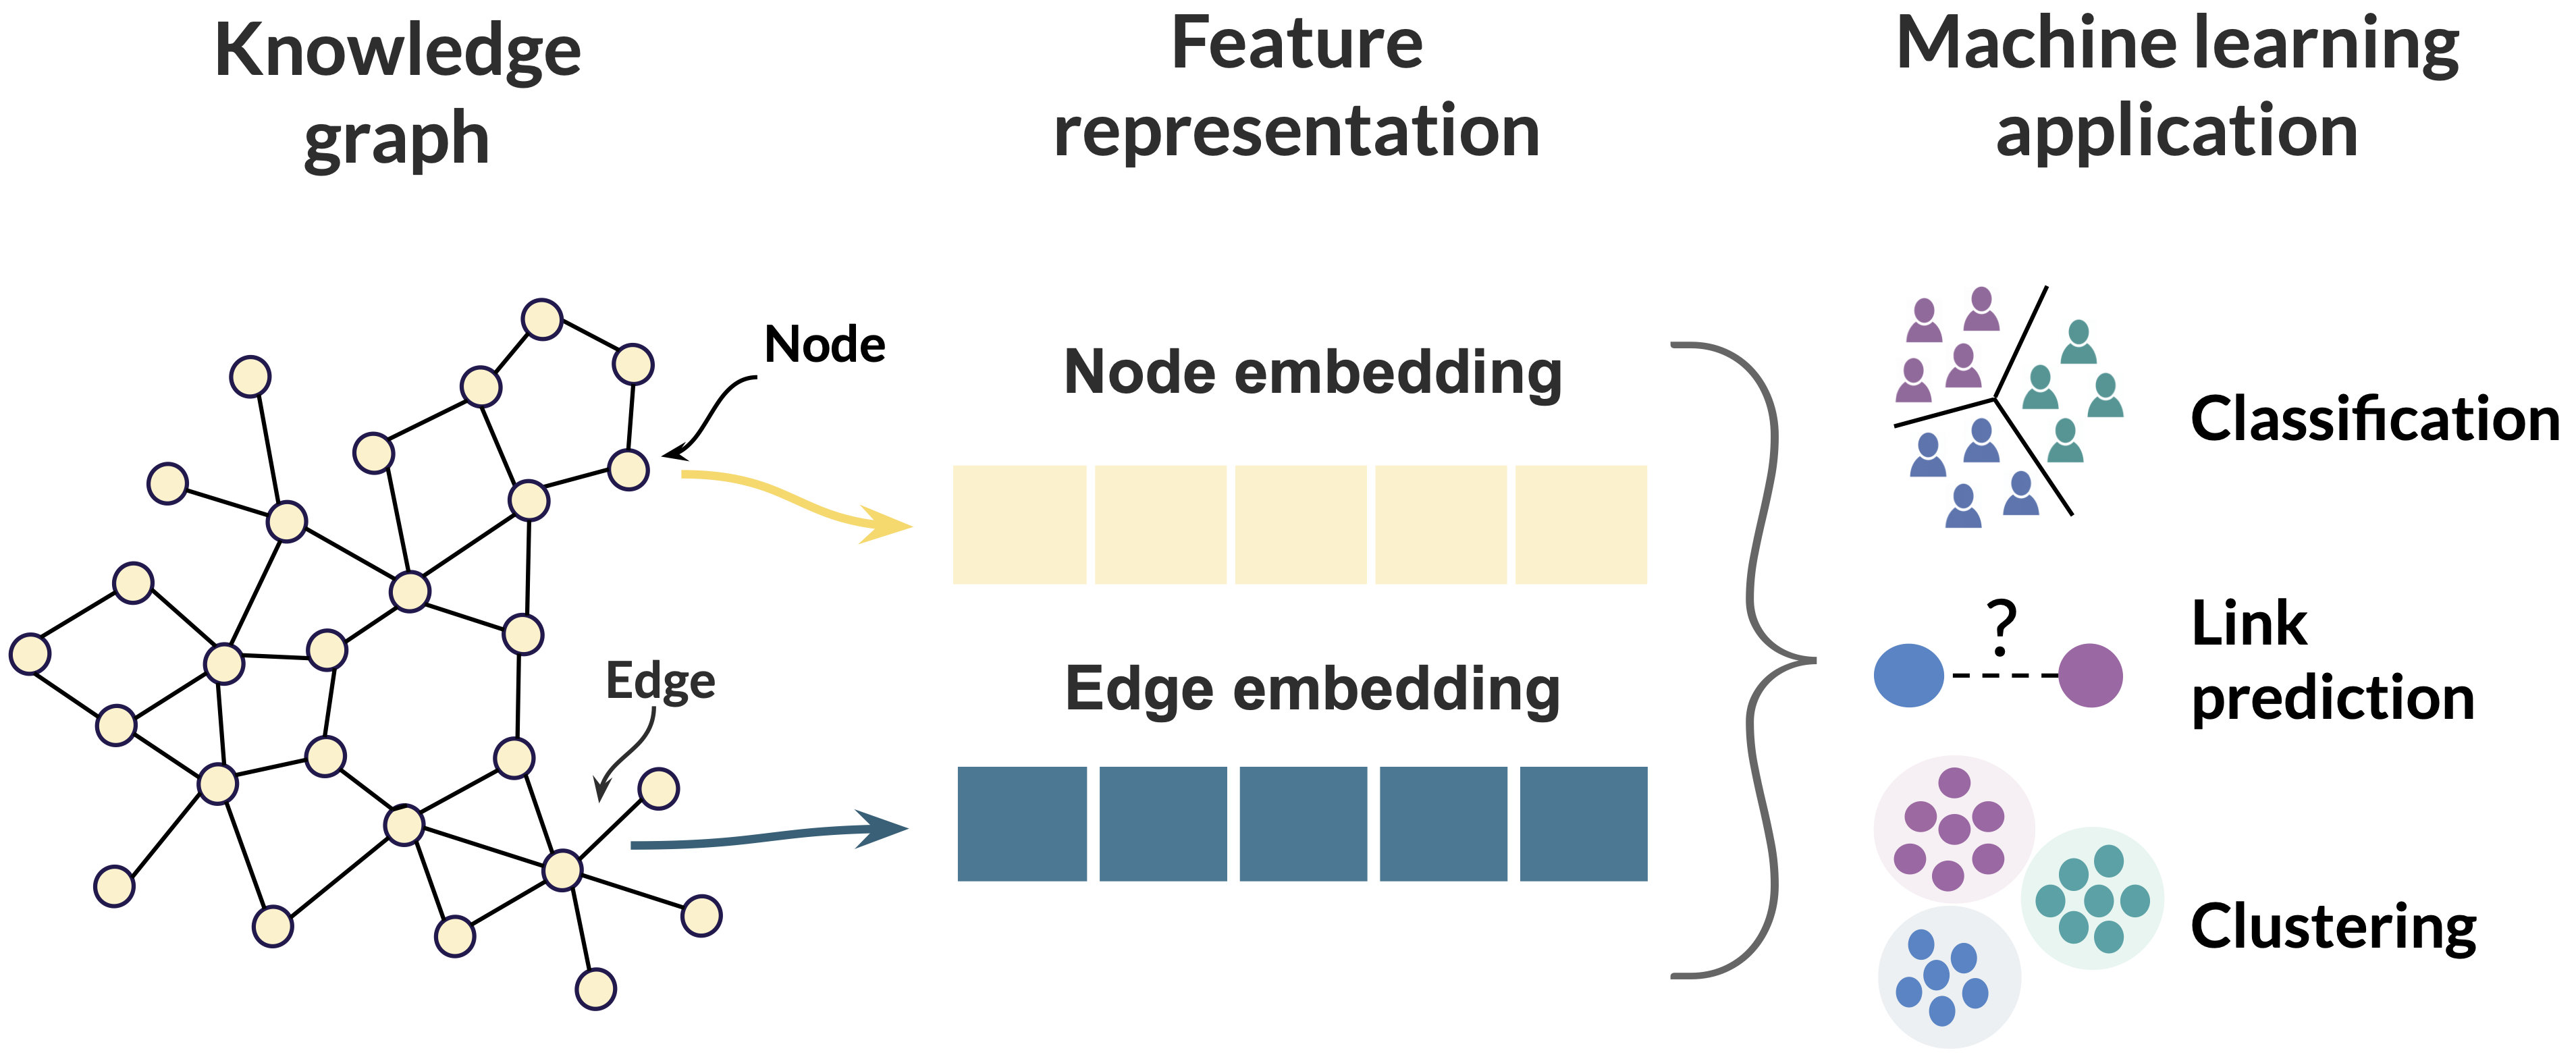 Knowledge
graph
Feature
representation
Machine learning
application
Node
Edge
Node embedding
Edge embedding
Classification
?
Link
prediction
Clustering